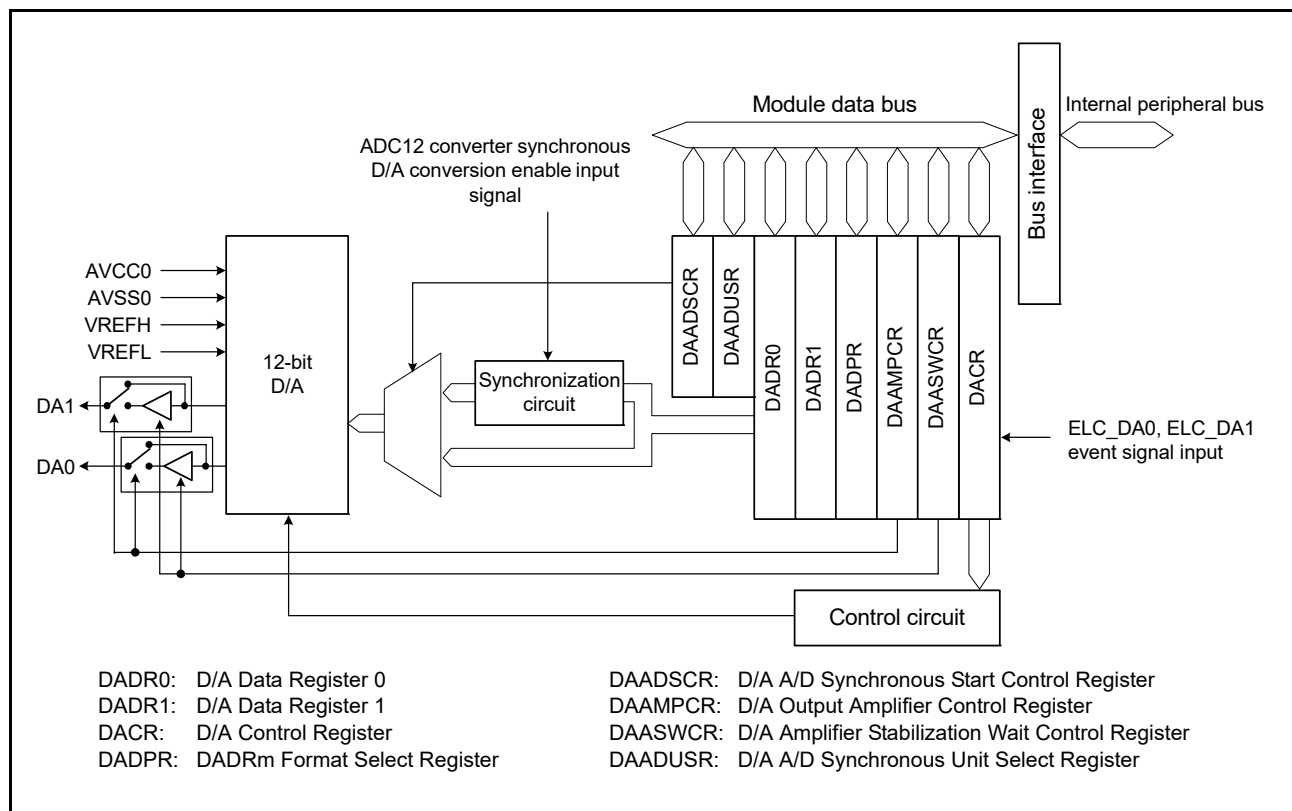 Module data bus
Bus interface
Internal peripheral bus
ADC12 converter synchronous
D/A conversion enable input
signal
AVCC0
AVSS0
VREFH
VREFL
12-bit
D/A
DA1
DA0
Synchronization
circuit
DAADSCR
DAADUSR
DADR0
DADR1
DADPR
DAAMPCR
DAASWCR
DACR
ELC_DA0, ELC_DA1
event signal input
Control circuit
DADR0: D/A Data Register 0
DADR1: D/A Data Register 1
DACR: D/A Control Register
DADPR: DADRm Format Select Register
DAADSCR: D/A A/D Synchronous Start Control Register
DAAMPCR: D/A Output Amplifier Control Register
DAASWCR: D/A Amplifier Stabilization Wait Control Register
DAADUSR: D/A A/D Synchronous Unit Select Register